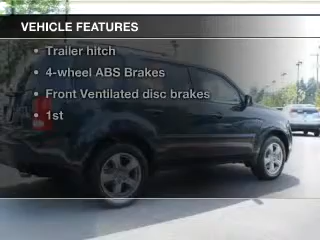 VEHICLE FEATURES
• Trailer hitch
• 4-wheel ABS Brakes
• Front Ventilated disc brakes
• 1st